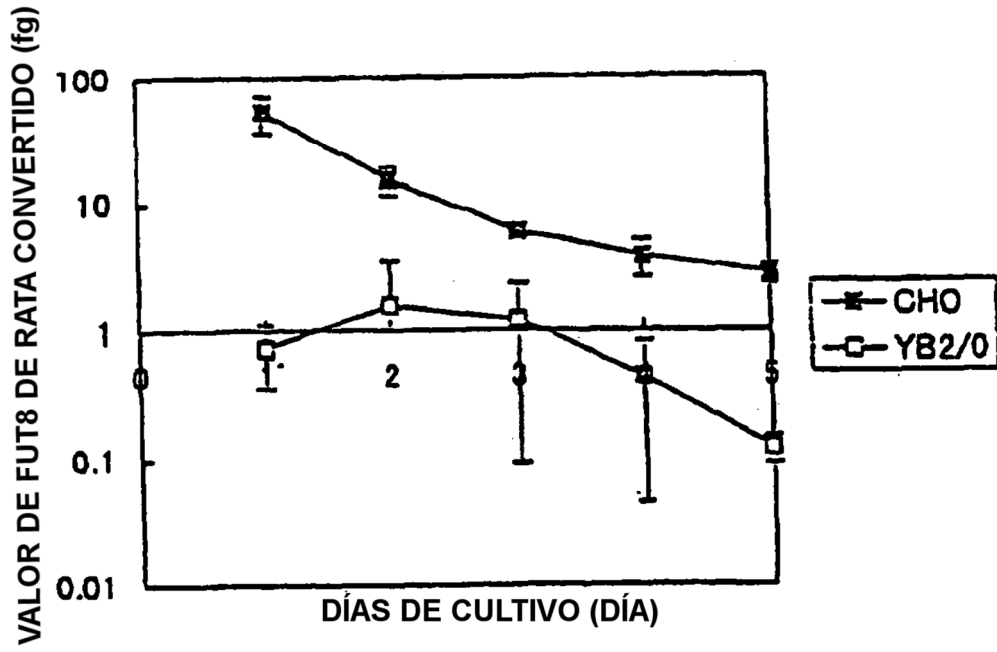 VALOR DE FUT8 DE RATA CONVERTIDO (fg)
100
10
1
0.1
0.01
0
2
3
5
DÍAS DE CULTIVO (DÍA)
CHO
YB2/0